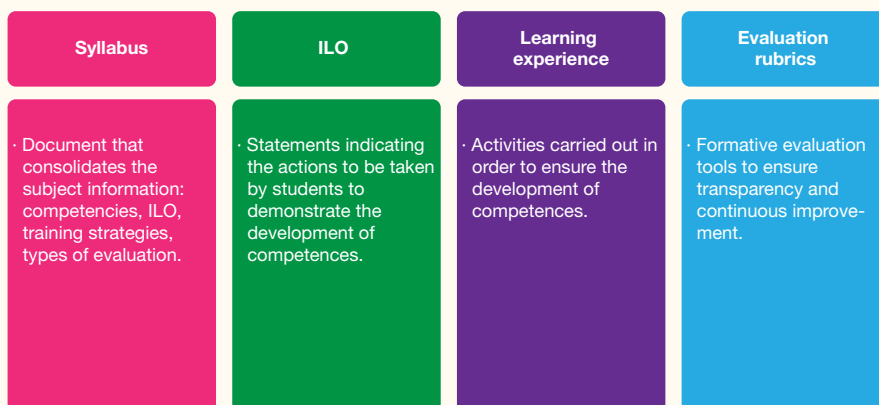 Syllabus
· Document that
consolidates the
subject information:
competencies, ILO,
training strategies,
types of evaluation.
ILO
· Statements indicating
the actions to be taken
by students to
demonstrate the
development of
competences.
Learning
experience
· Activities carried out in
order to ensure the
development of
competences.
Evaluation
rubrics
· Formative evaluation
tools to ensure
transparency and
continuous improve-
ment.